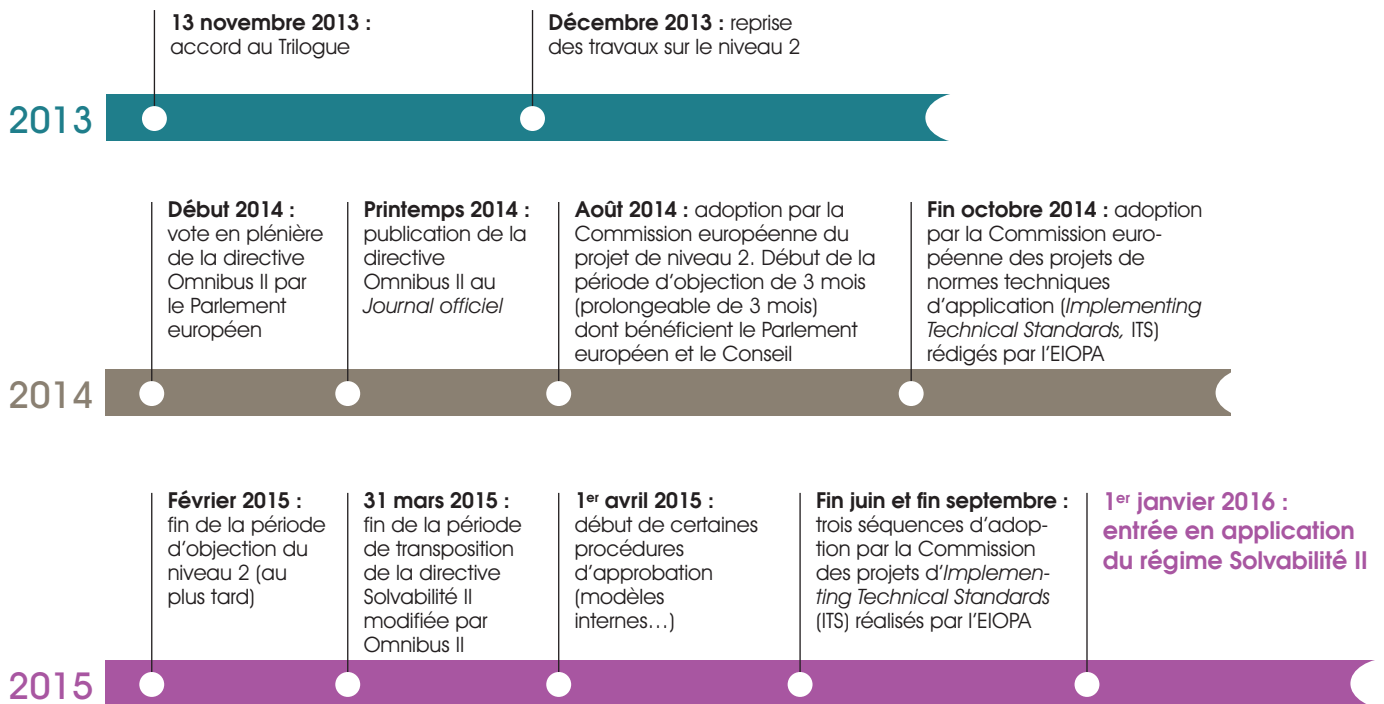 13 novembre 2013 :
accord au Trilogue
Décembre 2013 : reprise
des travaux sur le niveau 2
2013
Début 2014 :
vote en plénière
de la directive
Omnibus II par
le Parlement
européen
Printemps 2014 :
publication de la
directive
Omnibus II au
Journal officiel
Août 2014 : adoption par la
Commission européenne du
projet de niveau 2. Début de la
période d’objection de 3 mois
(prolongeable de 3 mois)
dont bénéficient le Parlement
européen et le Conseil
Fin octobre 2014 : adoption
par la Commission euro-
péenne des projets de
normes techniques
d’application (Implementing
Technical Standards, ITS)
rédigés par l’EIOPA
2014
Février 2015 :
fin de la période
d’objection du
niveau 2 (au
plus tard)
31 mars 2015 :
fin de la période
de transposition
de la directive
Solvabilité II
modifiée par
Omnibus II
1er avril 2015 :
début de certaines
procédures
d’approbation
(modèles
internes…)
Fin juin et fin septembre :
trois séquences d’adop-
tion par la Commission
des projets d’Implemen-
ting Technical Standards
(ITS) réalisés par l’EIOPA
1er janvier 2016 :
entrée en application
du régime Solvabilité II
2015